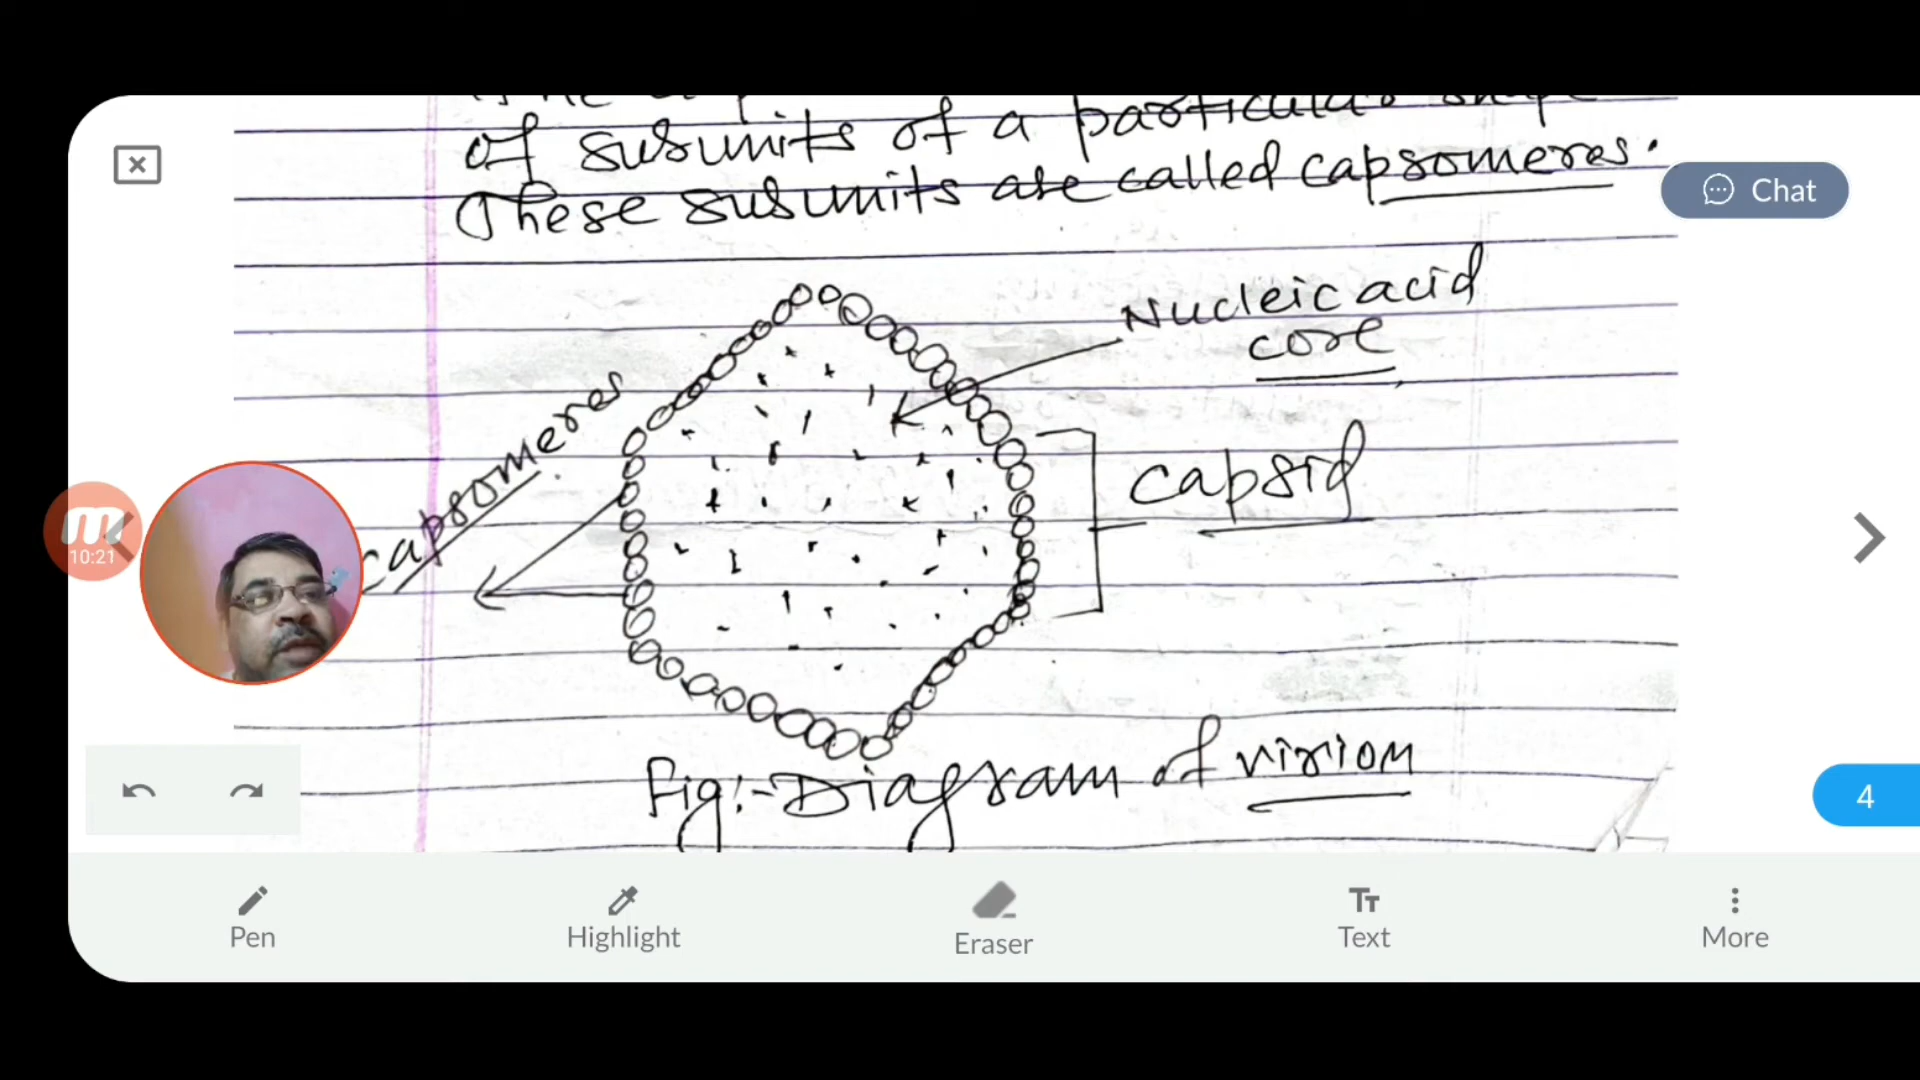 of subunits of a particular shape
These subunits are called capsomeres.
Chat
Nucleic acid
core
capsomeres
capsid
10:21
Fig:- Diagram of virion
4
Pen
Highlight
Eraser
Tт Text
More